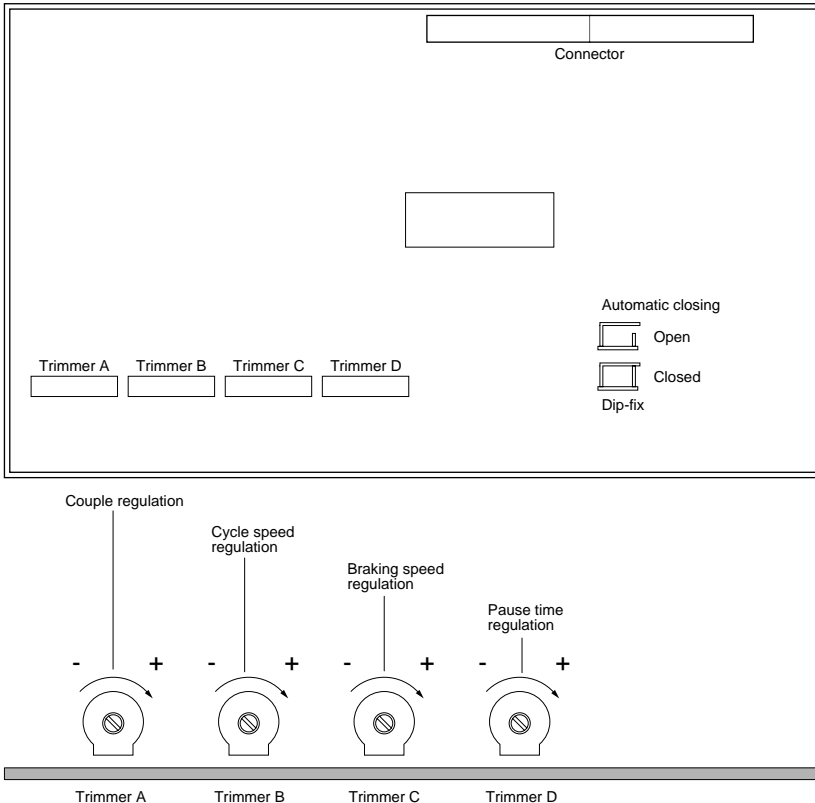 Connector
Automatic closing
Open
Closed
Dip-fix
Trimmer A
Trimmer B
Trimmer C
Trimmer D
Couple regulation
Cycle speed
regulation
Braking speed
regulation
Pause time
regulation
- +
- +
- +
- +
Trimmer A
Trimmer B
Trimmer C
Trimmer D